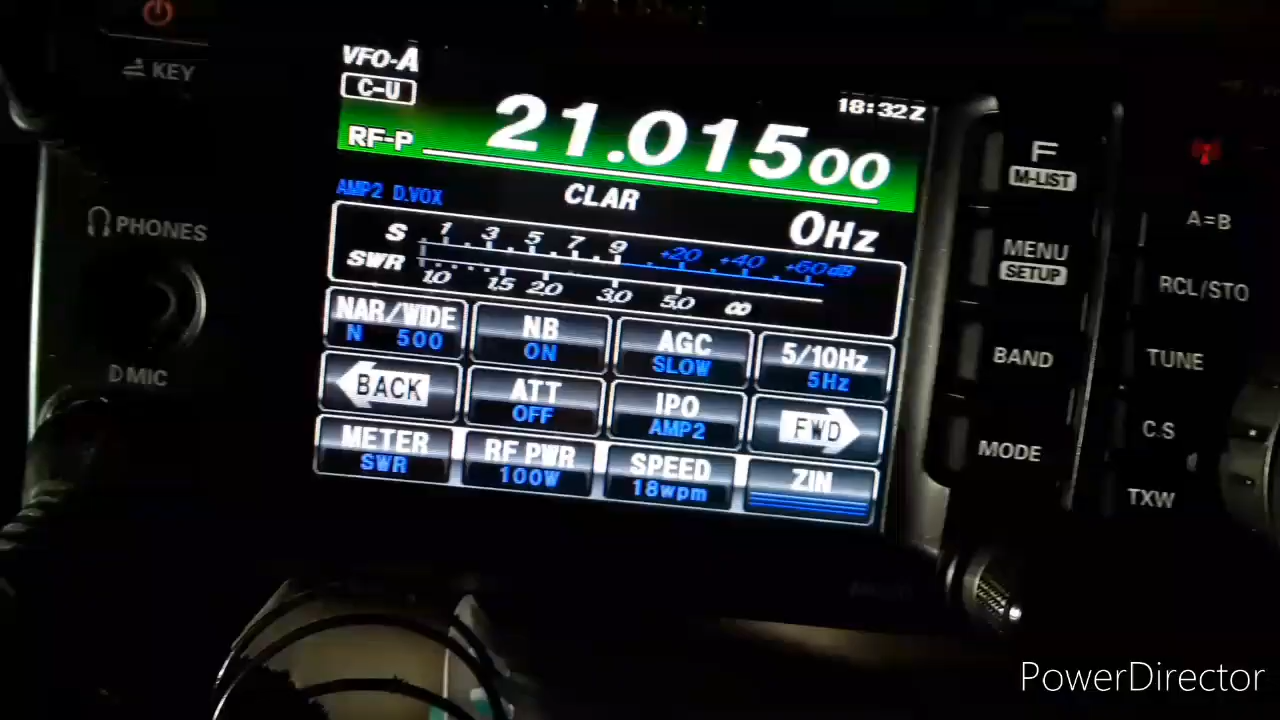 KEY
PHONES
MIC
VFO-A
C-U
18:32Z
RF-P
21.01500
AMP2 D.VOX
CLAR
0Hz
S 1 3 5 7 9 +20 +40 +60dB
SWR 1.0 1.5 2.0 3.0 5.0 ∞
NAR/WIDE NB AGC 5/10Hz
N 500 ON SLOW 5Hz
BACK ATT IPO FWD
OFF AMP2
METER RF PWR SPEED ZIN
SWR 100W 18wpm
F
M-LIST
MENU
SETUP
BAND
MODE
A=B
RCL/STO
TUNE
C.S
TXW
PowerDirector